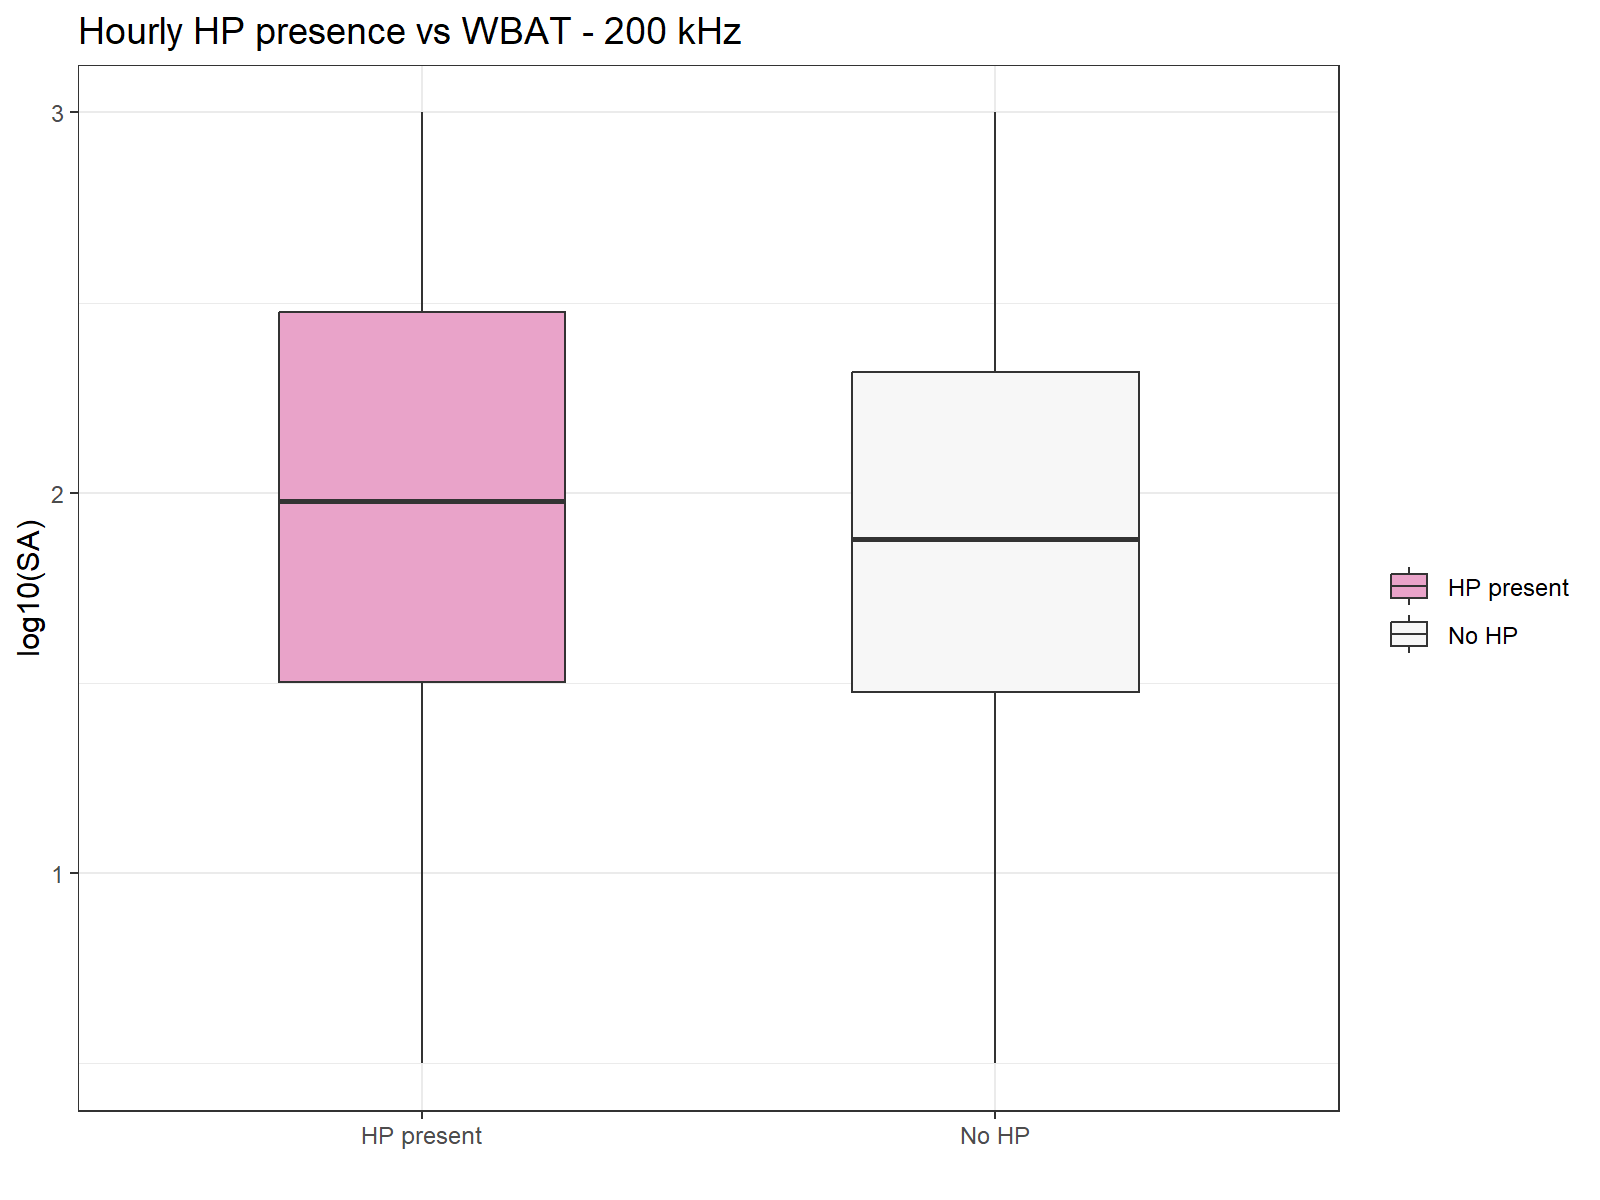 Hourly HP presence vs WBAT - 200 kHz
3
2
1
log10(SA)
HP present
No HP
HP present
No HP